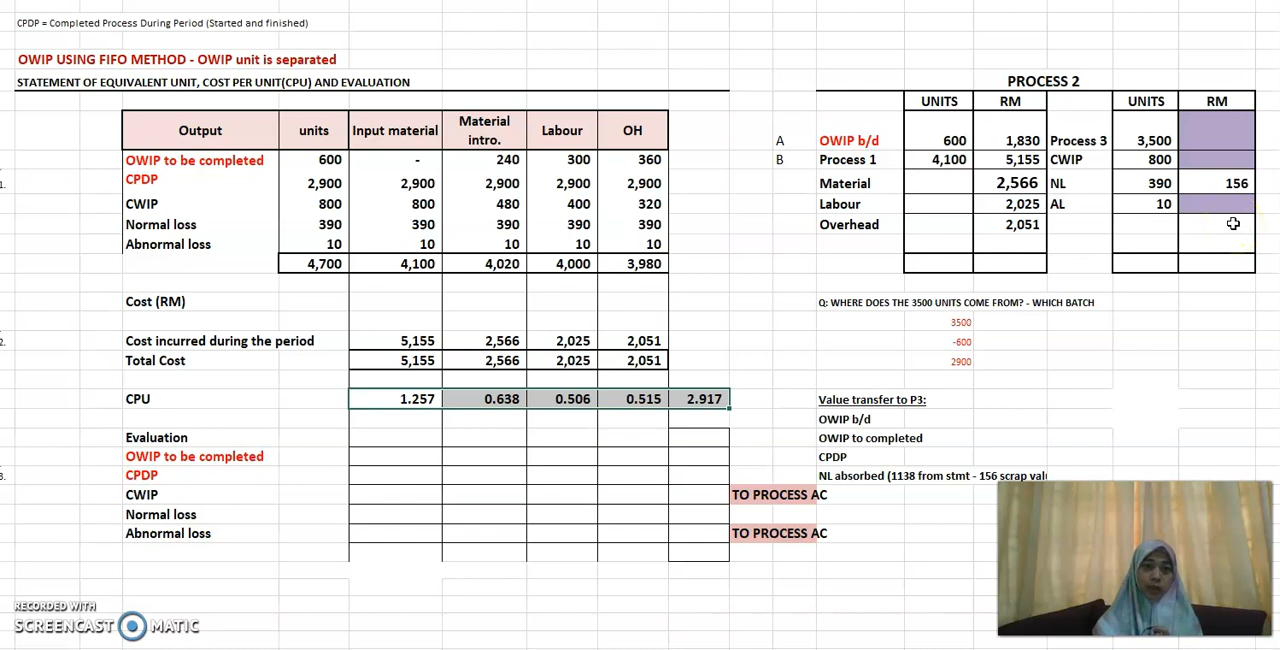 CPDP = Completed Process During Period (Started and finished)
OWIP USING FIFO METHOD - OWIP unit is separated
STATEMENT OF EQUIVALENT UNIT, COST PER UNIT(CPU) AND EVALUATION
Output units Input material Material intro. Labour OH
OWIP to be completed 600 - 240 300 360
1. CPDP 2,900 2,900 2,900 2,900 2,900
CWIP 800 800 480 400 320
Normal loss 390 390 390 390 390
Abnormal loss 10 10 10 10 10
4,700 4,100 4,020 4,000 3,980
Cost (RM)
2. Cost incurred during the period 5,155 2,566 2,025 2,051
Total Cost 5,155 2,566 2,025 2,051
CPU 1.257 0.638 0.506 0.515 2.917
Evaluation
OWIP to be completed
3. CPDP
CWIP TO PROCESS AC
Normal loss
Abnormal loss TO PROCESS AC
PROCESS 2
UNITS RM UNITS RM
A OWIP b/d 600 1,830 Process 3 3,500
B Process 1 4,100 5,155 CWIP 800
Material 2,566 NL 390 156
Labour 2,025 AL 10
Overhead 2,051
Q: WHERE DOES THE 3500 UNITS COME FROM? - WHICH BATCH
3500
-600
2900
Value transfer to P3:
OWIP b/d
OWIP to completed
CPDP
NL absorbed (1138 from stmt - 156 scrap valu
RECORDED WITH
SCREENCAST MATIC